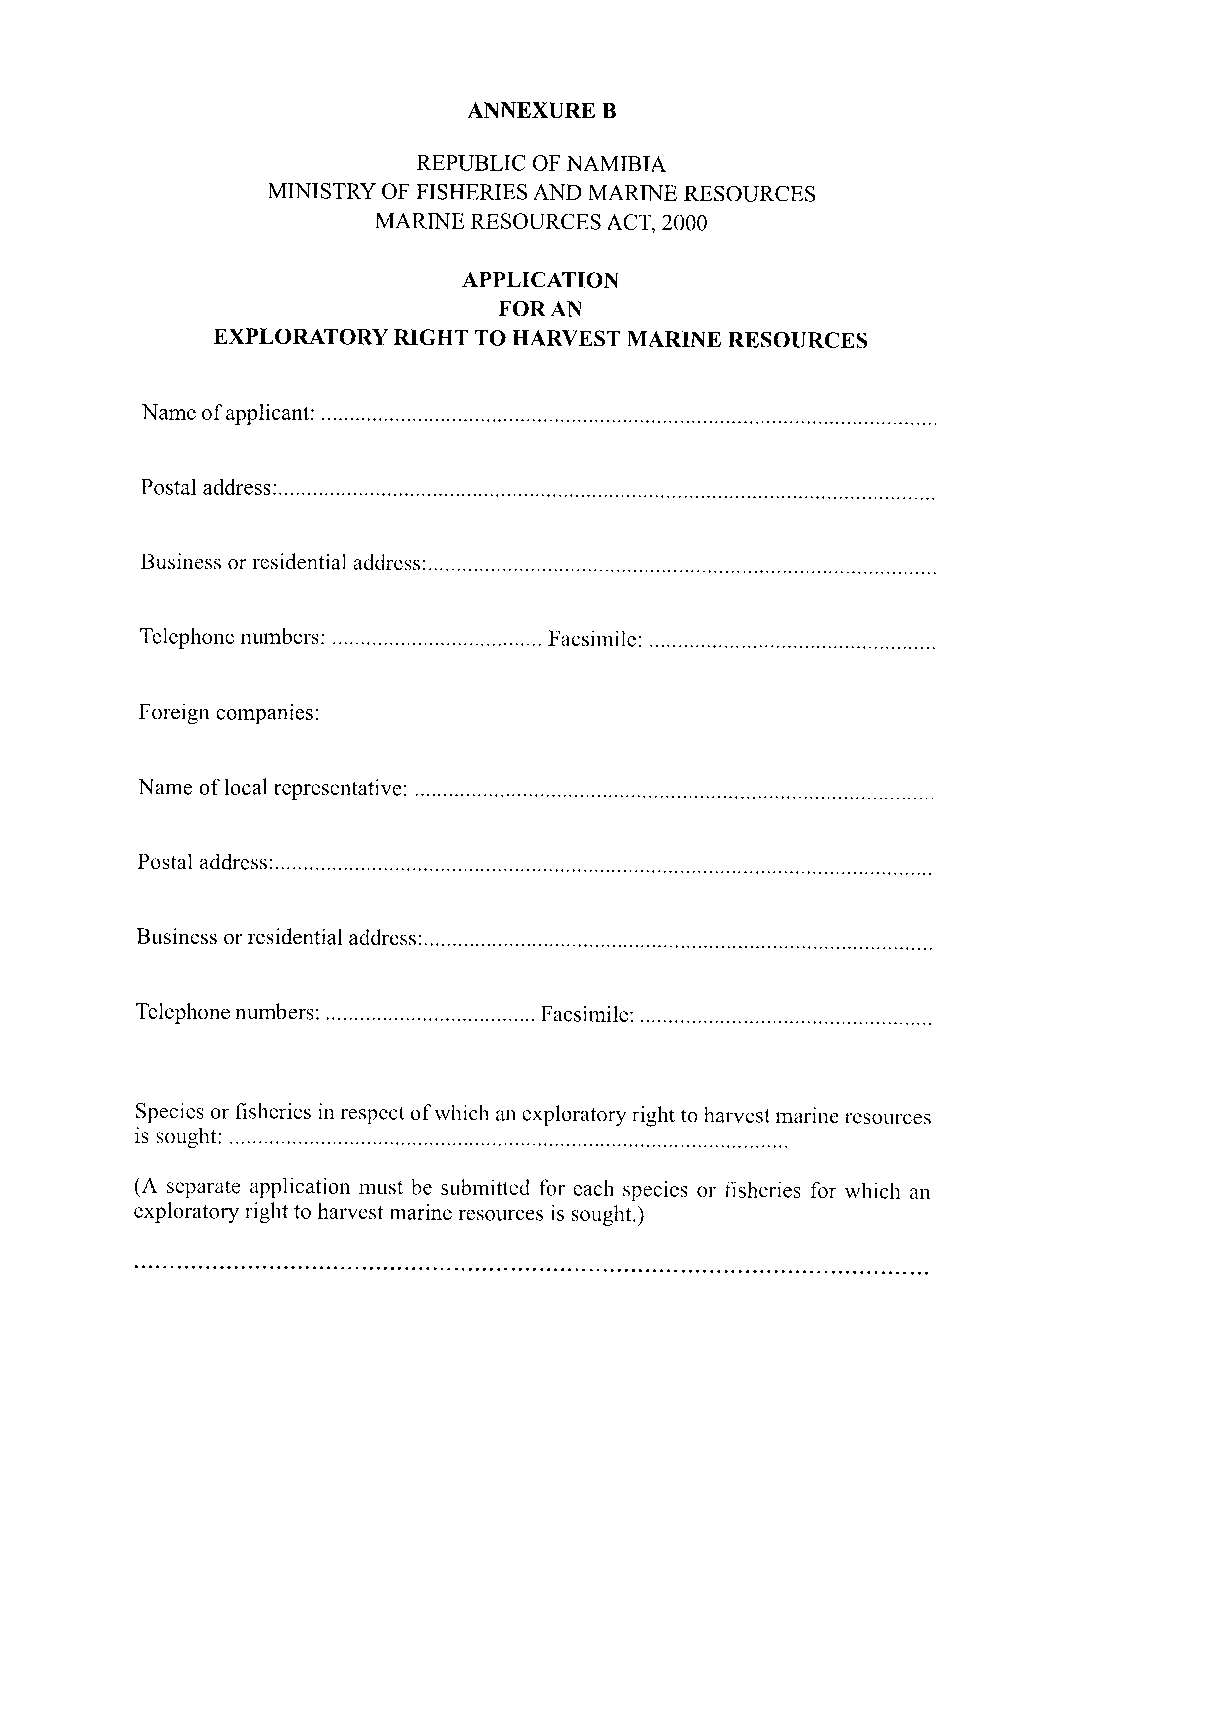 ANNEXURE B
REPUBLIC OF NAMIBIA
MINISTRY OF FISHERIES AND MARINE RESOURCES
MARINE RESOURCES ACT, 2000
APPLICATION
FOR AN
EXPLORATORY RIGHT TO HARVEST MARINE RESOURCES
Name of applicant: ....................................................................................................
Postal address:....................................................................................................
Business or residential address:....................................................................................
Telephone numbers: ..................................... Facsimile: ..................................................
Foreign companies:
Name of local representative: ....................................................................................
Postal address:....................................................................................................
Business or residential address:....................................................................................
Telephone numbers: ..................................... Facsimile: ..................................................
Species or fisheries in respect of which an exploratory right to harvest marine resources
is sought: ....................................................................................................
(A separate application must be submitted for each species or fisheries for which an
exploratory right to harvest marine resources is sought.)
....................................................................................................................